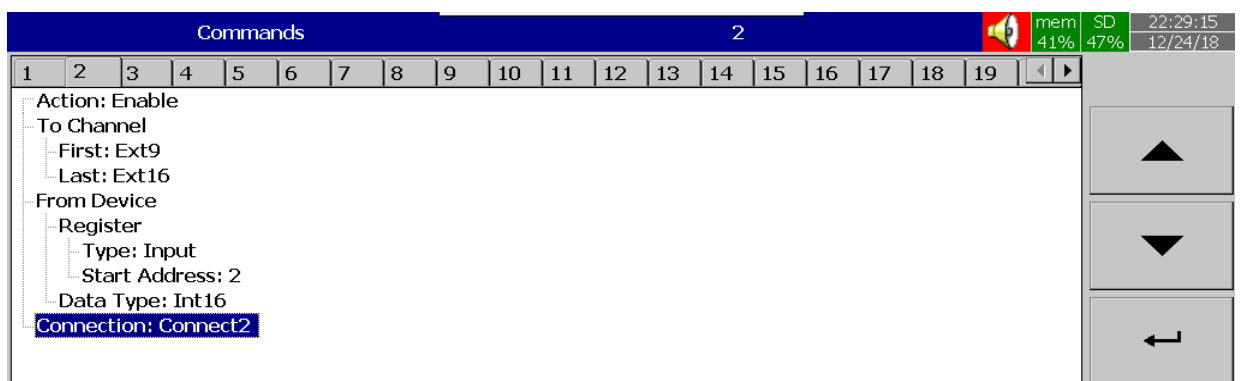 Commands 2 mem 41% SD 47% 22:29:15 12/24/18
1 2 3 4 5 6 7 8 9 10 11 12 13 14 15 16 17 18 19
Action: Enable
To Channel
First: Ext9
Last: Ext16
From Device
Register
Type: Input
Start Address: 2
Data Type: Int16
Connection: Connect2